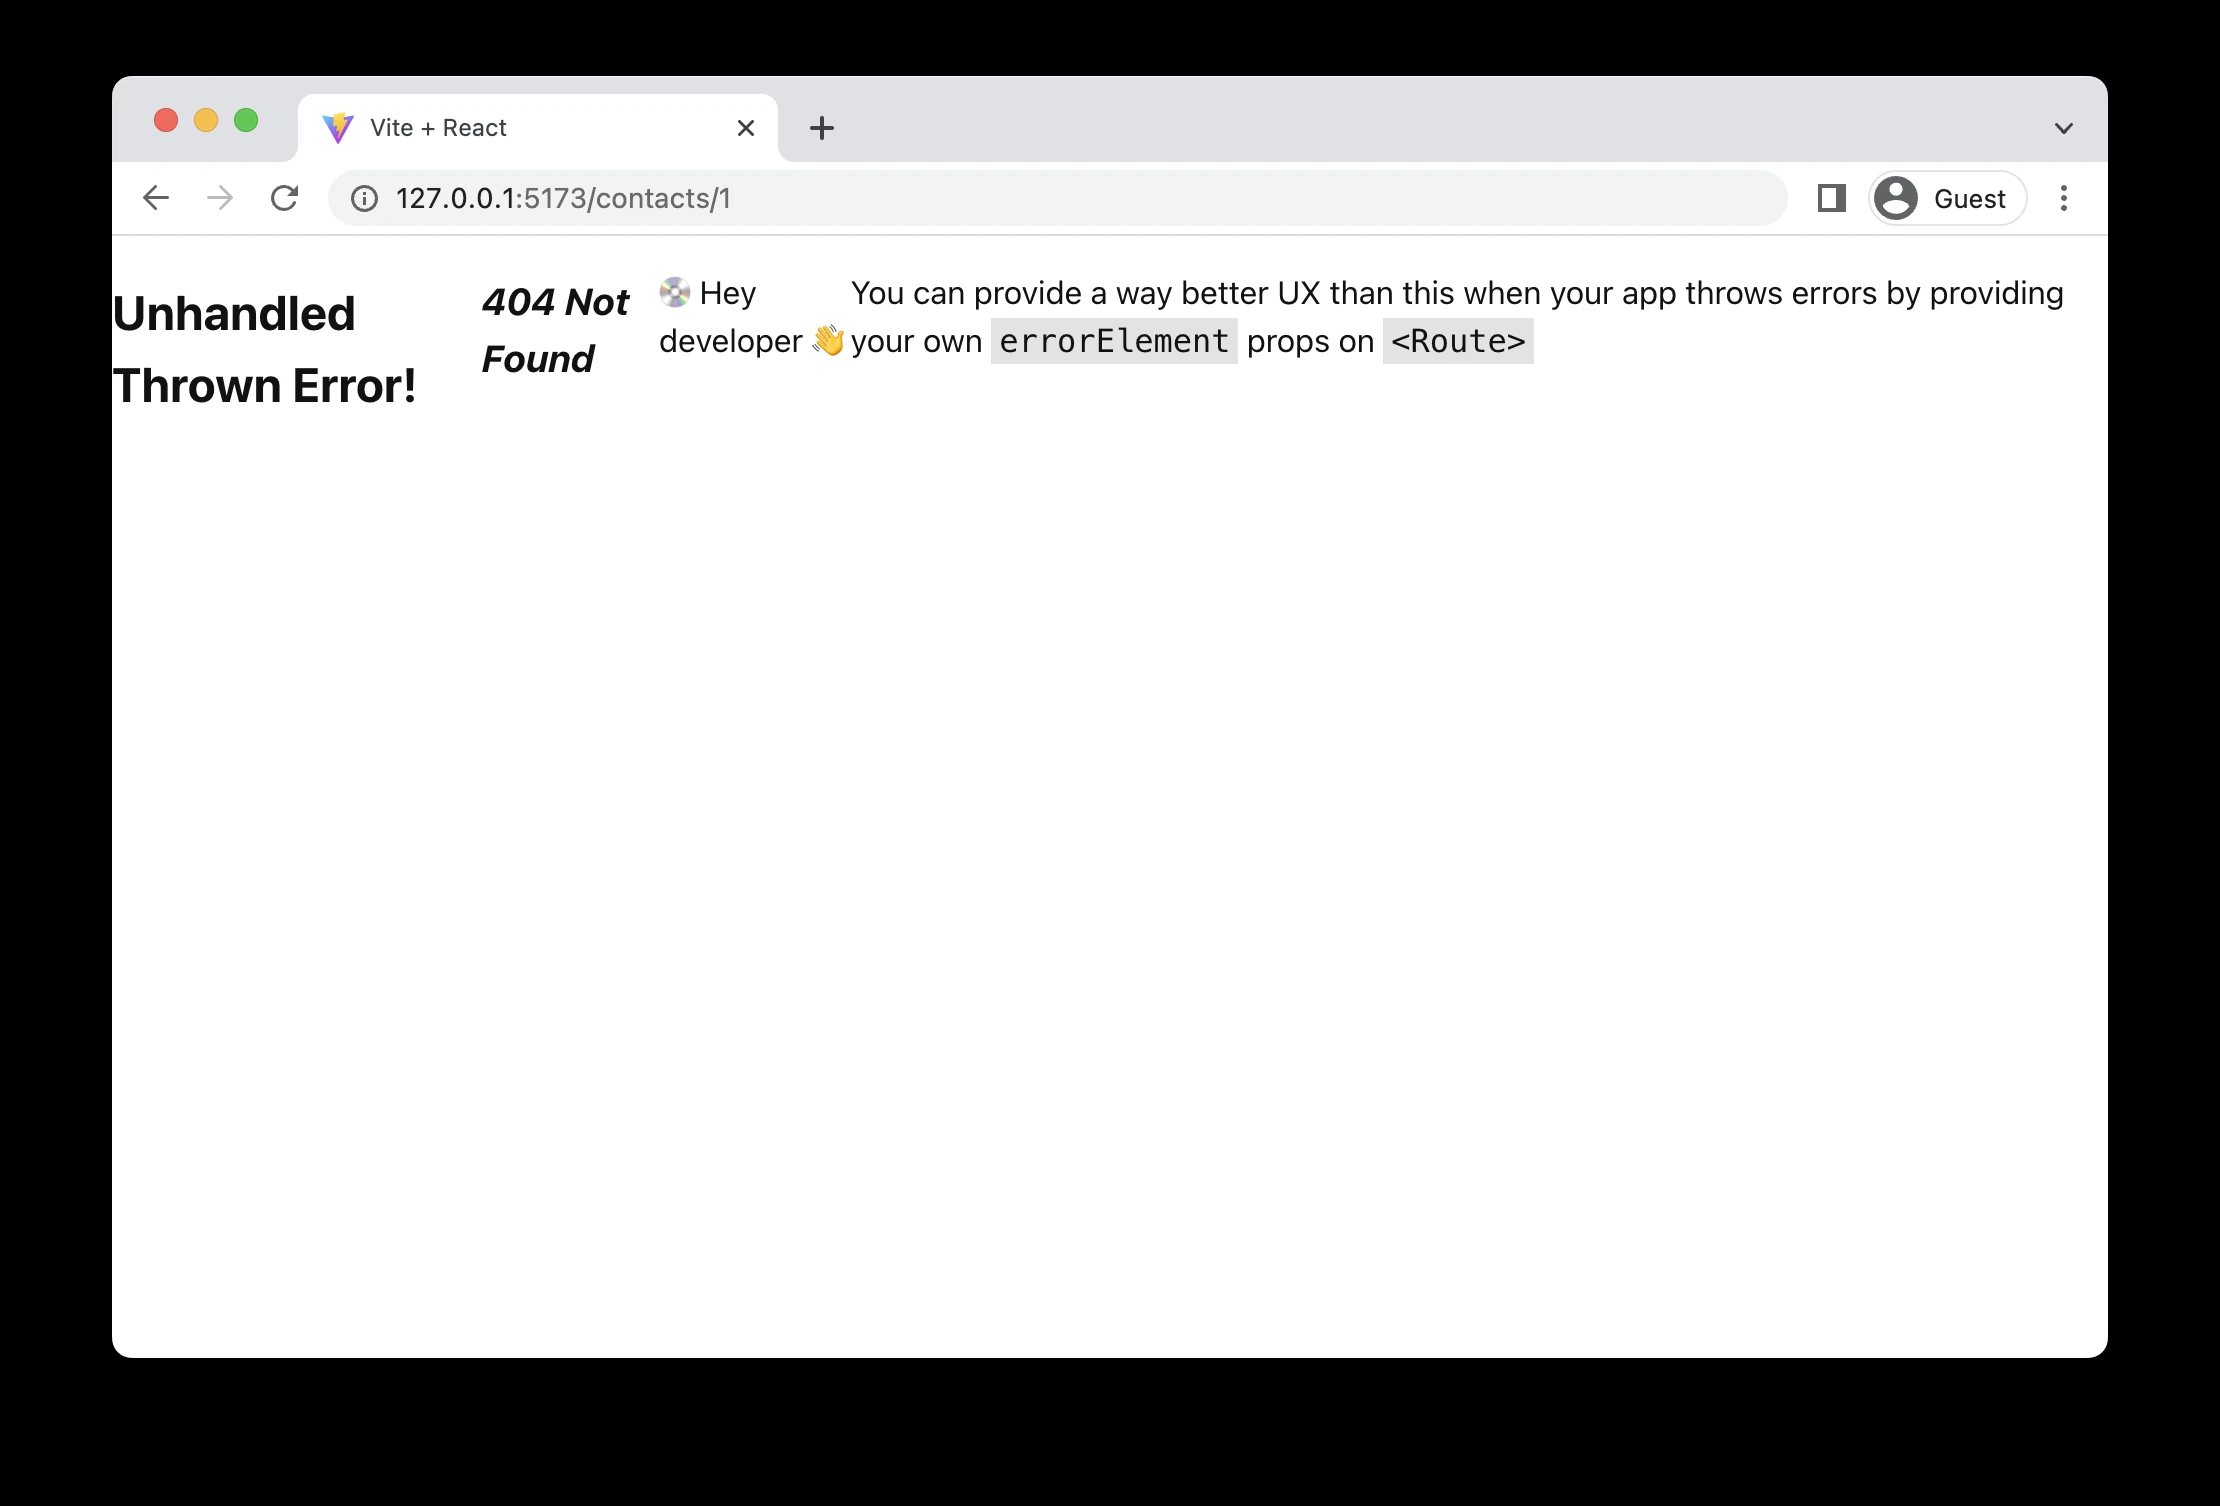 Vite + React
127.0.0.1:5173/contacts/1
Guest
Unhandled
Thrown Error!
404 Not
Found
💿 Hey
developer 👋
You can provide a way better UX than this when your app throws errors by providing
your own errorElement props on <Route>